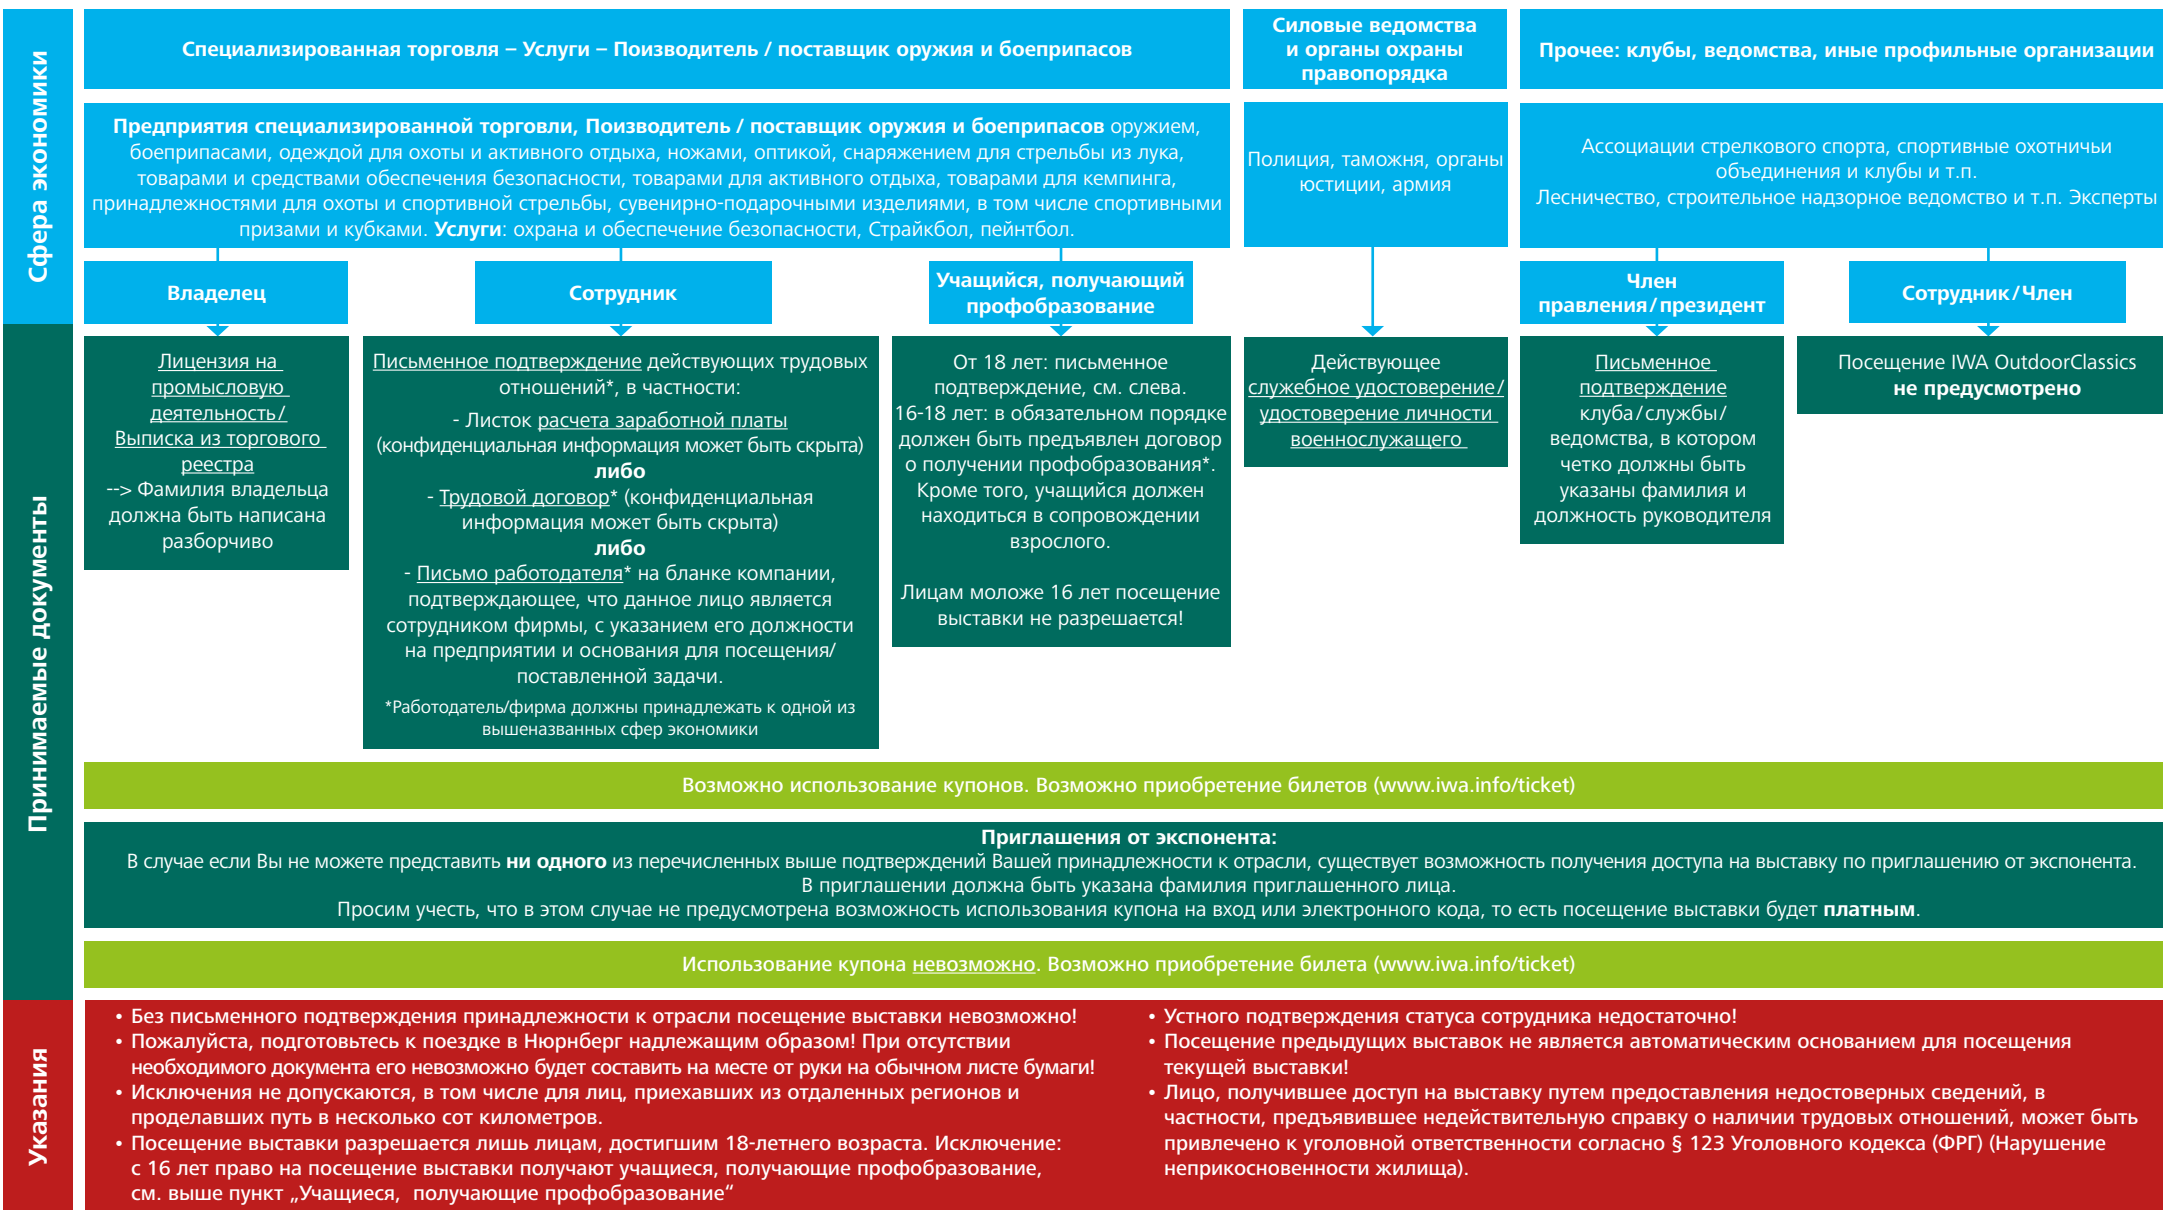 Сфера экономики
Специализированная торговля – Услуги – Поизводитель / поставщик оружия и боеприпасов
Силовые ведомства
и органы охраны
правопорядка
Прочее: клубы, ведомства, иные профильные организации
Предприятия специализированной торговли, Поизводитель / поставщик оружия и боеприпасов оружием,
боеприпасами, одеждой для охоты и активного отдыха, ножами, оптикой, снаряжением для стрельбы из лука,
товарами и средствами обеспечения безопасности, товарами для активного отдыха, товарами для кемпинга,
принадлежностями для охоты и спортивной стрельбы, сувенирно-подарочными изделиями, в том числе спортивными
призами и кубками. Услуги: охрана и обеспечение безопасности, Страйкбол, пейнтбол.
Полиция, таможня, органы
юстиции, армия
Ассоциации стрелкового спорта, спортивные охотничьи
объединения и клубы и т.п.
Лесничество, строительное надзорное ведомство и т.п. Эксперты
Владелец
Сотрудник
Учащийся, получающий
профобразование
Член
правления/президент
Сотрудник/Член
Принимаемые документы
Лицензия на
промысловую
деятельность/
Выписка из торгового
реестра
--> Фамилия владельца
должна быть написана
разборчиво
Письменное подтверждение действующих трудовых
отношений*, в частности:
- Листок расчета заработной платы
(конфиденциальная информация может быть скрыта)
либо
- Трудовой договор* (конфиденциальная
информация может быть скрыта)
либо
- Письмо работодателя* на бланке компании,
подтверждающее, что данное лицо является
сотрудником фирмы, с указанием его должности
на предприятии и основания для посещения/
поставленной задачи.
*Работодатель/фирма должны принадлежать к одной из
вышеназванных сфер экономики
От 18 лет: письменное
подтверждение, см. слева.
16-18 лет: в обязательном порядке
должен быть предъявлен договор
о получении профобразования*.
Кроме того, учащийся должен
находиться в сопровождении
взрослого.
Лицам моложе 16 лет посещение
выставки не разрешается!
Действующее
служебное удостоверение/
удостоверение личности
военнослужащего
Письменное
подтверждение
клуба/службы/
ведомства, в котором
четко должны быть
указаны фамилия и
должность руководителя
Посещение IWA OutdoorClassics
не предусмотрено
Возможно использование купонов. Возможно приобретение билетов (www.iwa.info/ticket)
Приглашения от экспонента:
В случае если Вы не можете представить ни одного из перечисленных выше подтверждений Вашей принадлежности к отрасли, существует возможность получения доступа на выставку по приглашению от экспонента.
В приглашении должна быть указана фамилия приглашенного лица.
Просим учесть, что в этом случае не предусмотрена возможность использования купона на вход или электронного кода, то есть посещение выставки будет платным.
Использование купона невозможно. Возможно приобретение билета (www.iwa.info/ticket)
Указания
• Без письменного подтверждения принадлежности к отрасли посещение выставки невозможно!
• Пожалуйста, подготовьтесь к поездке в Нюрнберг надлежащим образом! При отсутствии
необходимого документа его невозможно будет составить на месте от руки на обычном листе бумаги!
• Исключения не допускаются, в том числе для лиц, приехавших из отдаленных регионов и
проделавших путь в несколько сот километров.
• Посещение выставки разрешается лишь лицам, достигшим 18-летнего возраста. Исключение:
с 16 лет право на посещение выставки получают учащиеся, получающие профобразование,
см. выше пункт „Учащиеся, получающие профобразование“
• Устного подтверждения статуса сотрудника недостаточно!
• Посещение предыдущих выставок не является автоматическим основанием для посещения
текущей выставки!
• Лицо, получившее доступ на выставку путем предоставления недостоверных сведений, в
частности, предъявившее недействительную справку о наличии трудовых отношений, может быть
привлечено к уголовной ответственности согласно § 123 Уголовного кодекса (ФРГ) (Нарушение
неприкосновенности жилища).